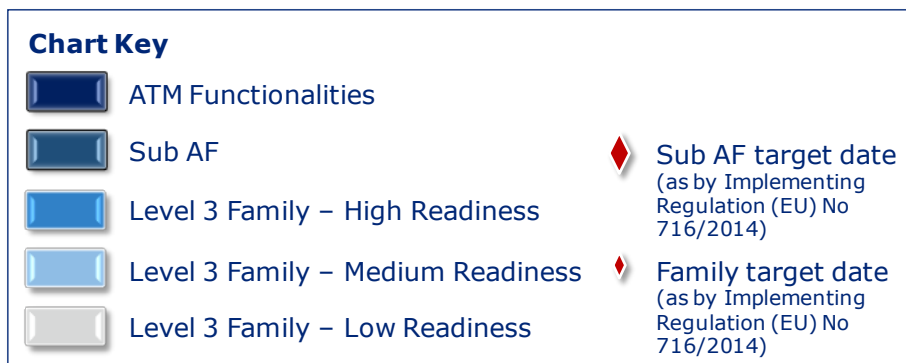 Chart Key
ATM Functionalities
Sub AF
Level 3 Family – High Readiness
Level 3 Family – Medium Readiness
Level 3 Family – Low Readiness
Sub AF target date
(as by Implementing
Regulation (EU) No
716/2014)
Family target date
(as by Implementing
Regulation (EU) No
716/2014)